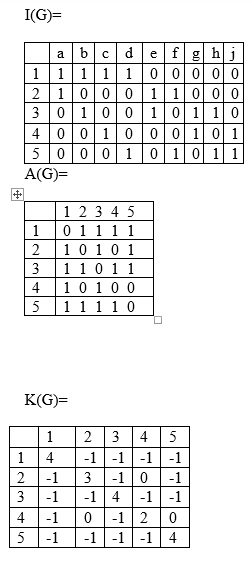 I(G)=
a b c d e f g h j
1 1 1 1 1 0 0 0 0 0
2 1 0 0 0 1 1 0 0 0
3 0 1 0 0 1 0 1 1 0
4 0 0 1 0 0 0 1 0 1
5 0 0 0 1 0 1 0 1 1
A(G)=
1 2 3 4 5
1 0 1 1 1 1
2 1 0 1 0 1
3 1 1 0 1 1
4 1 0 1 0 0
5 1 1 1 1 0
K(G)=
1 2 3 4 5
1 4 -1 -1 -1 -1
2 -1 3 -1 0 -1
3 -1 -1 4 -1 -1
4 -1 0 -1 2 0
5 -1 -1 -1 -1 4